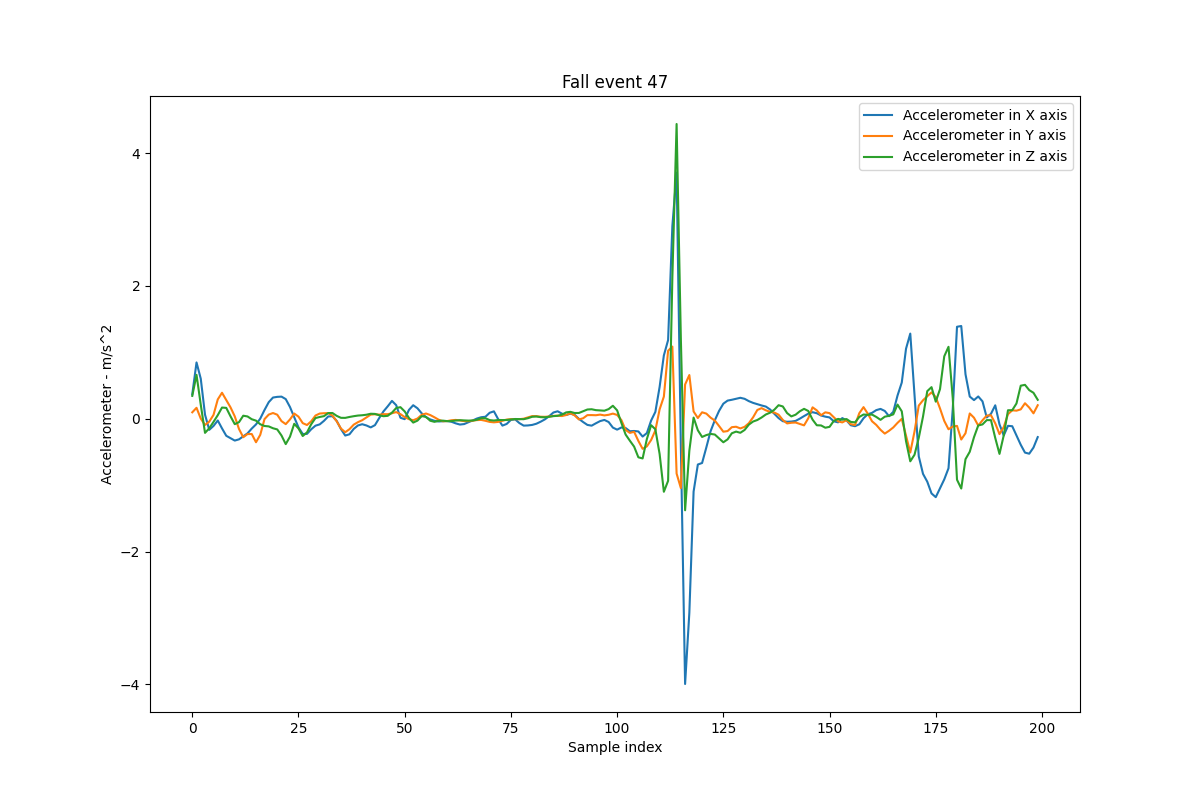 Fall event 47
Accelerometer in X axis
Accelerometer in Y axis
Accelerometer in Z axis
Accelerometer - m/s^2
4
2
0
−2
−4
0 25 50 75 100 125 150 175 200
Sample index